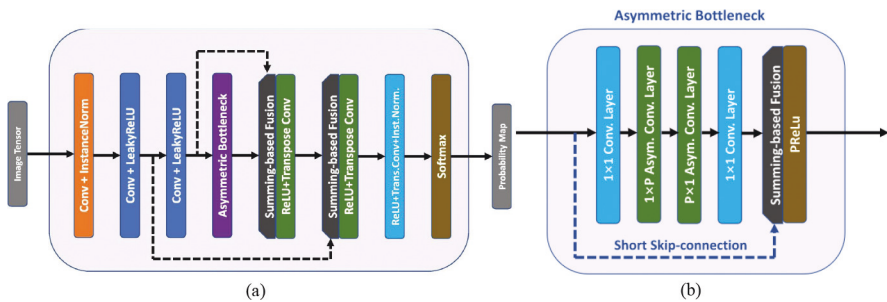 Image Tensor
Conv + InstanceNorm
Conv + LeakyReLU
Conv + LeakyReLU
Asymmetric Bottleneck
Summing-based Fusion
ReLU+Transpose Conv
Summing-based Fusion
ReLU+Transpose Conv
ReLU+Trans.Conv+Inst.Norm.
Softmax
Probability Map
(a)
Asymmetric Bottleneck
1×1 Conv. Layer
1×P Asym. Conv. Layer
P×1 Asym. Conv. Layer
1×1 Conv. Layer
Summing-based Fusion
PReLu
Short Skip-connection
(b)